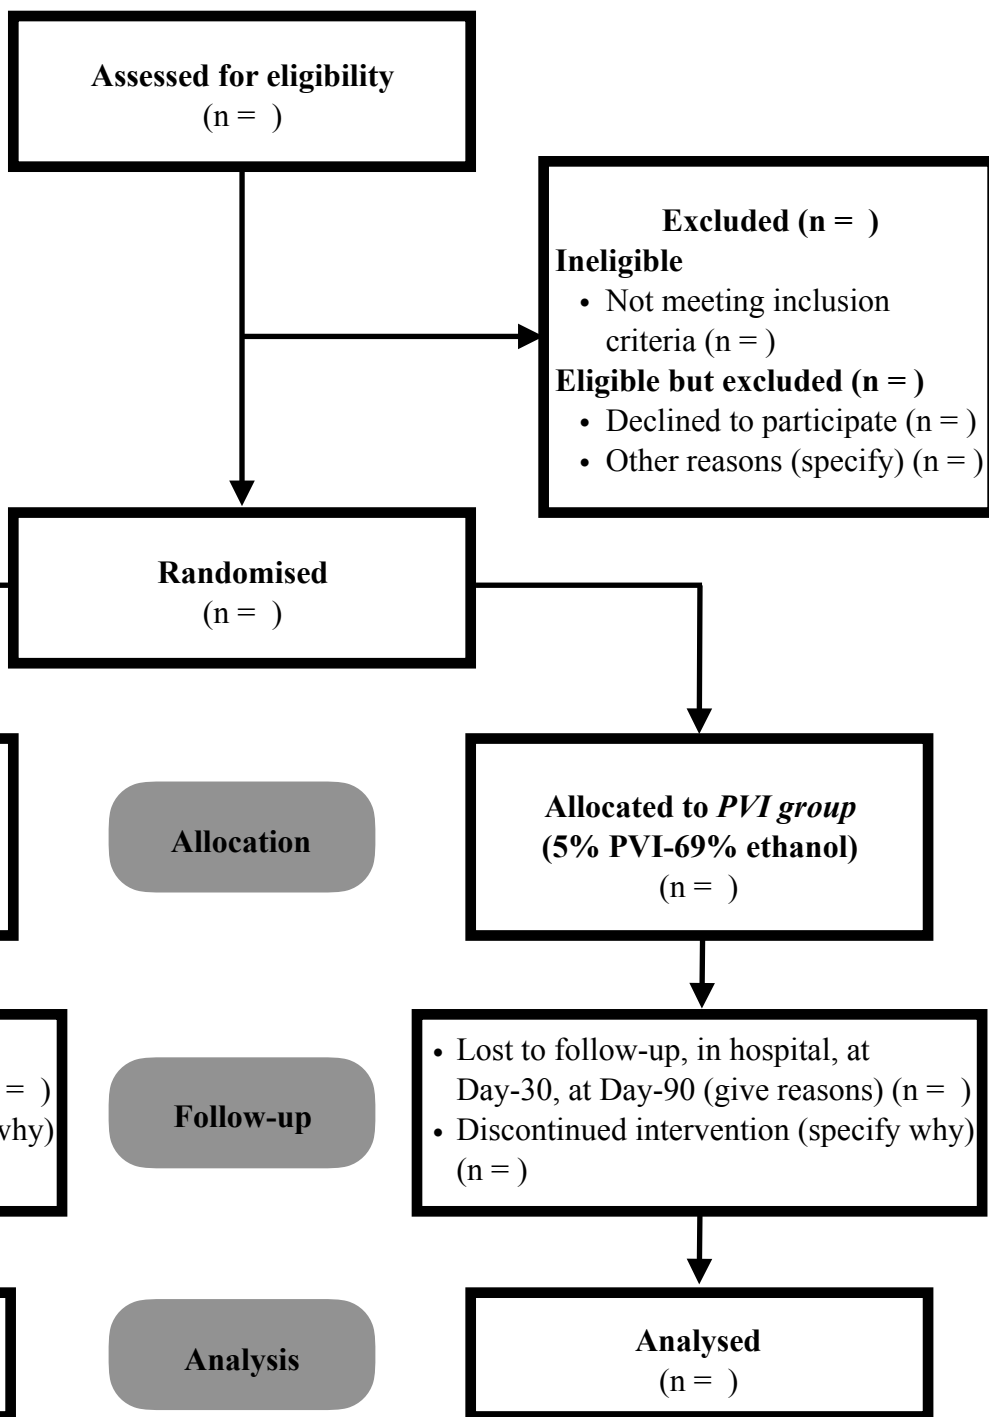 Assessed for eligibility
(n =  )
Excluded (n =  )
Ineligible
• Not meeting inclusion
criteria (n = )
Eligible but excluded (n = )
• Declined to participate (n = )
• Other reasons (specify) (n = )
Randomised
(n =  )
Allocation
Allocated to PVI group
(5% PVI-69% ethanol)
(n =  )
= )
why)
Follow-up
• Lost to follow-up, in hospital, at
Day-30, at Day-90 (give reasons) (n =  )
• Discontinued intervention (specify why)
(n = )
Analysis
Analysed
(n =  )